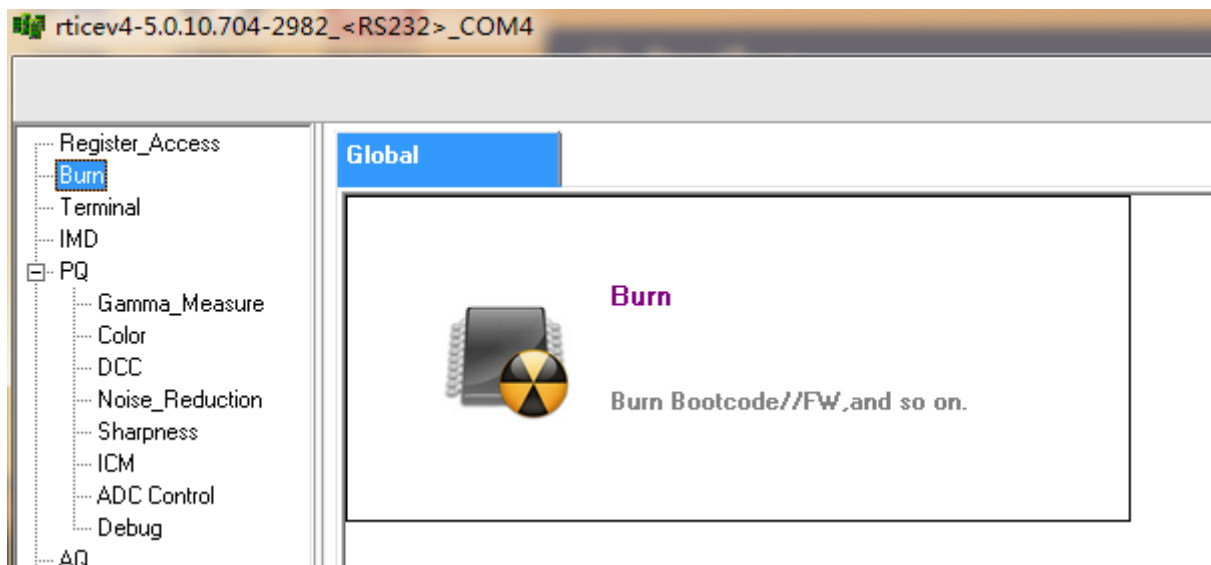 rticev4-5.0.10.704-2982_<RS232>_COM4
Register_Access
Burn
Terminal
IMD
PQ
Gamma_Measure
Color
DCC
Noise_Reduction
Sharpness
ICM
ADC Control
Debug
AQ
Global
Burn
Burn Bootcode//FW,and so on.